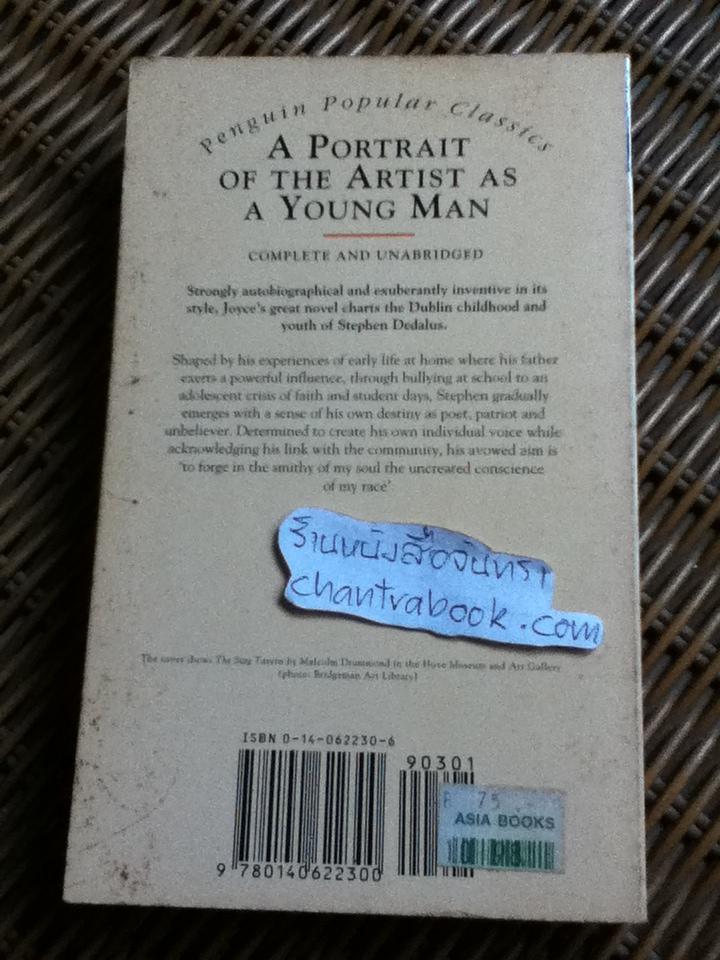 Penguin Popular Classics
A PORTRAIT
OF THE ARTIST AS
A YOUNG MAN
COMPLETE AND UNABRIDGED
Strongly autobiographical and exuberantly inventive in its
style, Joyce's great novel charts the Dublin childhood and
youth of Stephen Dedalus.
Shaped by his experiences of early life at home where his father
exerts a powerful influence, through bullying at school to an
adolescent crisis of faith and student days, Stephen gradually
emerges with a sense of his own destiny as poet, patriot and
unbeliever. Determined to create his own individual voice while
acknowledging his link with the community, his avowed aim is
'to forge in the smithy of my soul the uncreated conscience
of my race'
ร้านหนังสือจันทรา
chantrabook.com
The cover shows The Stag Tavern by Malcolm Drummond in the Hove Museum and Art Gallery
(photo: Bridgeman Art Library)
ISBN 0-14-062230-6
90301
75
ASIA BOOKS
9 780140 622300